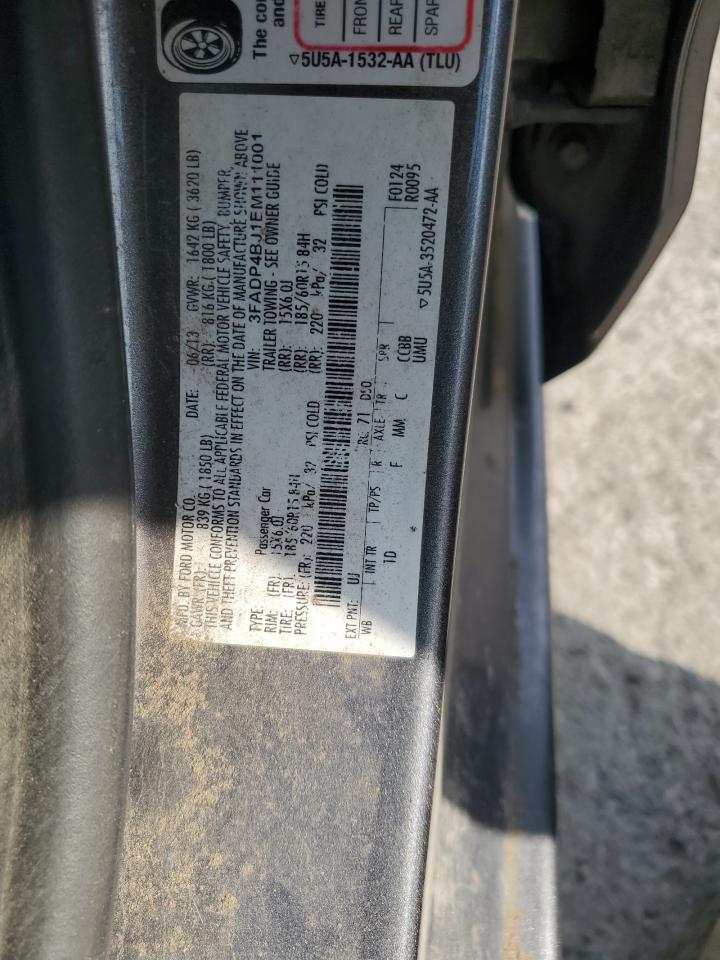 The co
and
TIRE
FRON
REAR
SPAR
▽5U5A-1532-AA (TLU)
MFD. BY FORD MOTOR CO. DATE: 06/13 GVWR: 1642 KG ( 3620 LB)
GAWR: (FR): 839 KG ( 1850 LB) (RR): 816 KG ( 1800 LB)
THIS VEHICLE CONFORMS TO ALL APPLICABLE FEDERAL MOTOR VEHICLE SAFETY, BUMPER,
AND THEFT PREVENTION STANDARDS IN EFFECT ON THE DATE OF MANUFACTURE SHOWN ABOVE
VIN: 3FADP4BJ1EM111001
TYPE: Passenger Car TRAILER TOWING - SEE OWNER GUIDE
RIM: (FR): 15X6.0J (RR): 15X6.0J
TIRE: (FR): 185/60R15 84H (RR): 185/60R15 84H
PRESSURE: (FR): 220 kPa/ 32 PSI COLD (RR): 220 kPa/ 32 PSI COLD
EXT PNT: UJ RC: 71 DSO: F0124
WB INT TR TP/PS R AXLE TR SPR R0095
1D F MM C CCBB
UMU
▽5U5A-3520472-AA